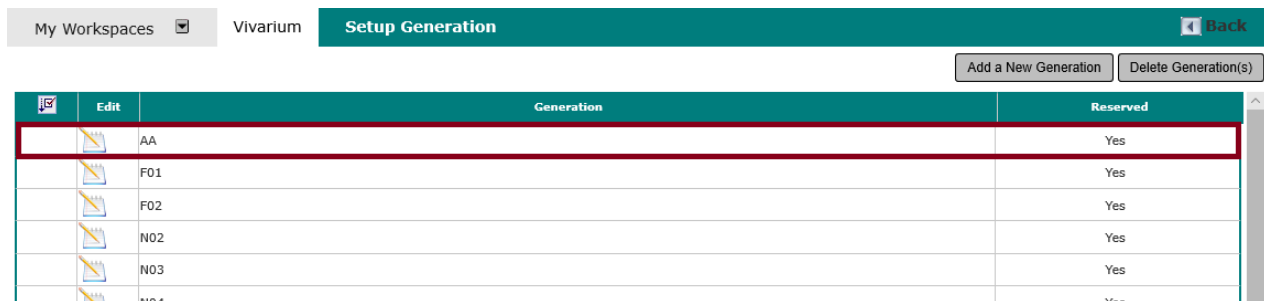 My Workspaces Vivarium Setup Generation Back
Add a New Generation Delete Generation(s)
Edit Generation Reserved
AA Yes
F01 Yes
F02 Yes
N02 Yes
N03 Yes